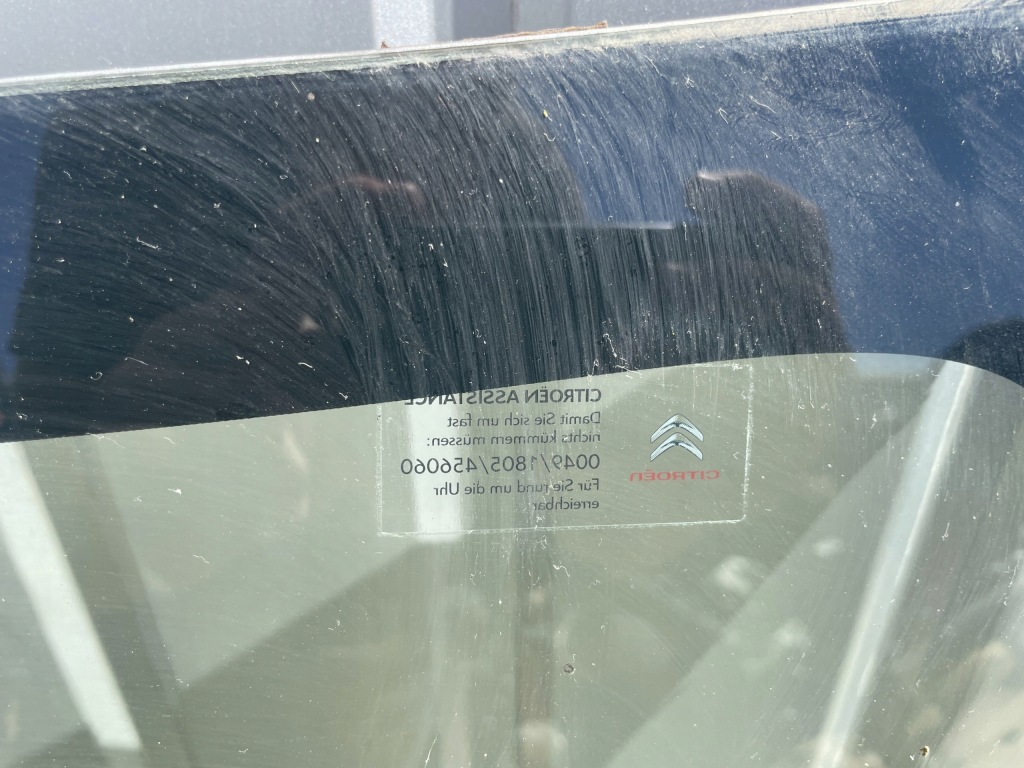 CITROËN ASSISTANCE
Damit Sie sich um fast
nichts kümmern müssen:
0049/1805/456060
Für Sie rund um die Uhr
erreichbar
CITROËN